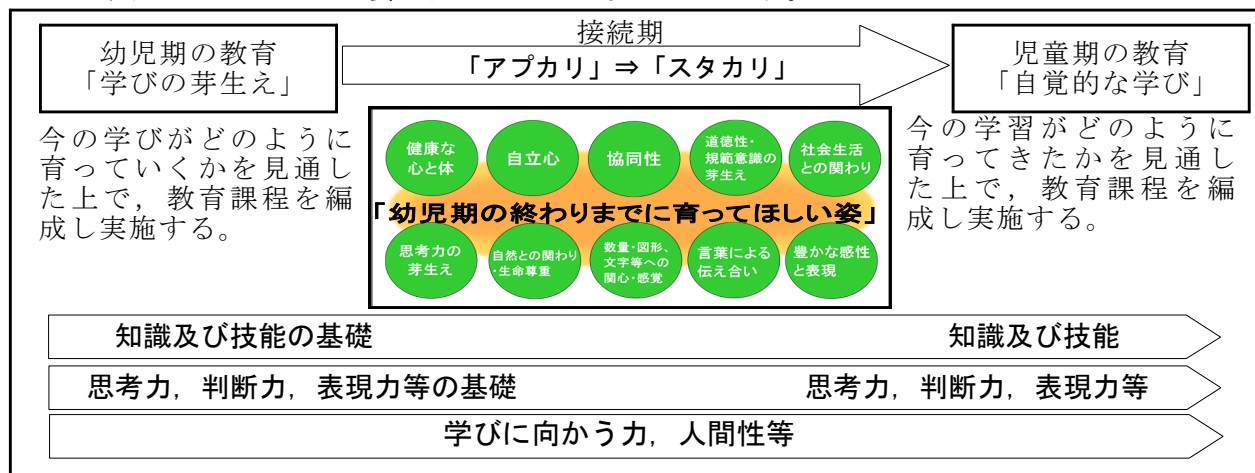 幼児期の教育
「学びの芽生え」
接続期
「アプカリ」⇒「スタカリ」
児童期の教育
「自覚的な学び」
今の学びがどのように
育っていくかを見通し
た上で，教育課程を編
成し実施する。
健康な
心と体
自立心
協同性
道徳性・
規範意識の
芽生え
社会生活
との関わり
「幼児期の終わりまでに育ってほしい姿」
思考力の
芽生え
自然との関わり
・生命尊重
数量・図形、
文字等への
関心・感覚
言葉による
伝え合い
豊かな感性
と表現
今の学習がどのように
育ってきたかを見通し
た上で，教育課程を編
成し実施する。
知識及び技能の基礎 知識及び技能
思考力，判断力，表現力等の基礎 思考力，判断力，表現力等
学びに向かう力，人間性等